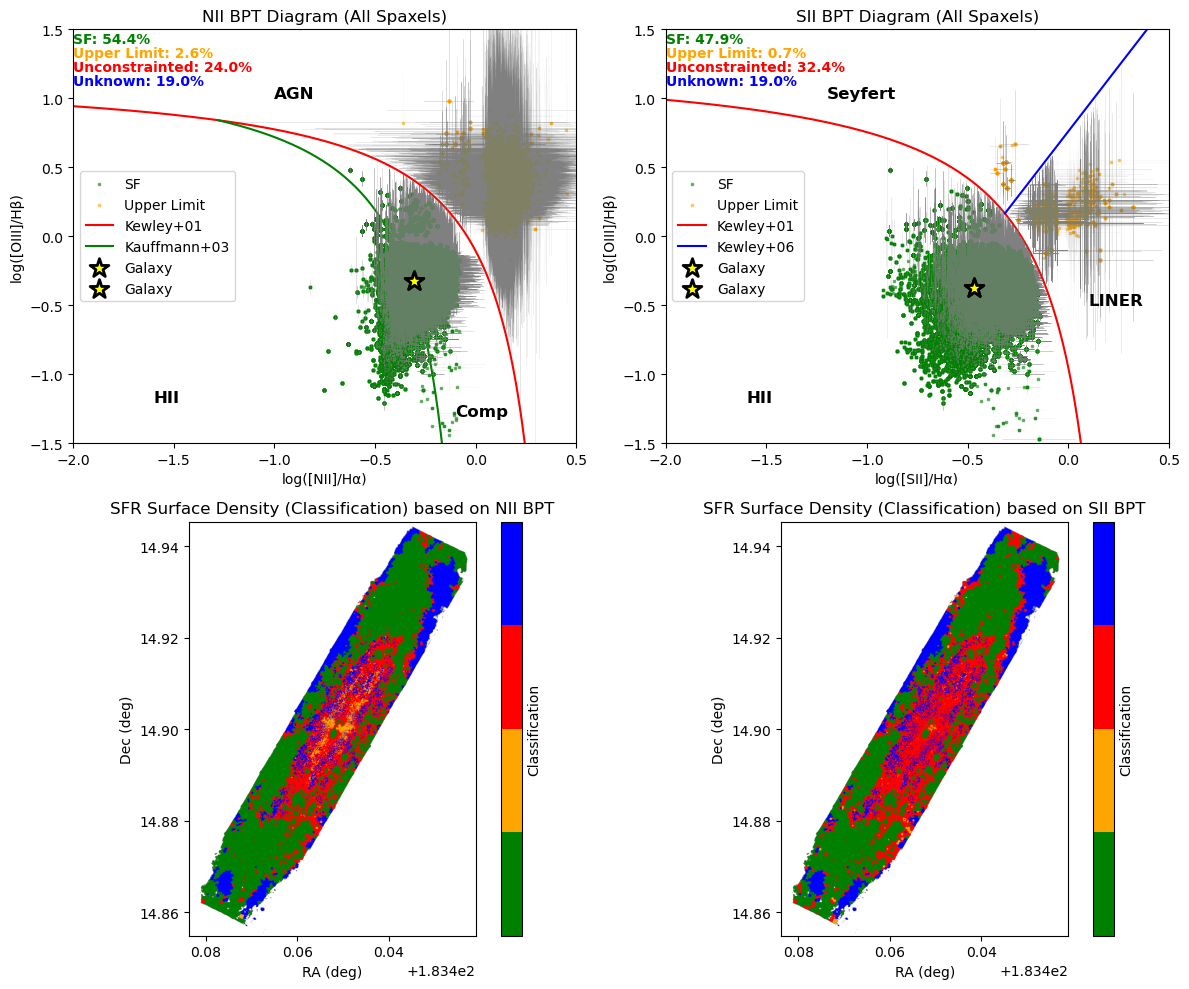 NII BPT Diagram (All Spaxels)
SF: 54.4%
Upper Limit: 2.6%
Unconstrainted: 24.0%
Unknown: 19.0%
AGN
SF
Upper Limit
Kewley+01
Kauffmann+03
Galaxy
Galaxy
HII
Comp
1.5
1.0
0.5
0.0
−0.5
−1.0
−1.5
−2.0 −1.5 −1.0 −0.5 0.0 0.5
log([OIII]/Hβ)
log([NII]/Hα)
SII BPT Diagram (All Spaxels)
SF: 47.9%
Upper Limit: 0.7%
Unconstrainted: 32.4%
Unknown: 19.0%
Seyfert
SF
Upper Limit
Kewley+01
Kewley+06
Galaxy
Galaxy
LINER
HII
1.5
1.0
0.5
0.0
−0.5
−1.0
−1.5
−2.0 −1.5 −1.0 −0.5 0.0 0.5
log([OIII]/Hβ)
log([SII]/Hα)
SFR Surface Density (Classification) based on NII BPT
14.94
14.92
14.90
14.88
14.86
Dec (deg)
0.08 0.06 0.04
RA (deg)
+1.834e2
Classification
SFR Surface Density (Classification) based on SII BPT
14.94
14.92
14.90
14.88
14.86
Dec (deg)
0.08 0.06 0.04
RA (deg)
+1.834e2
Classification